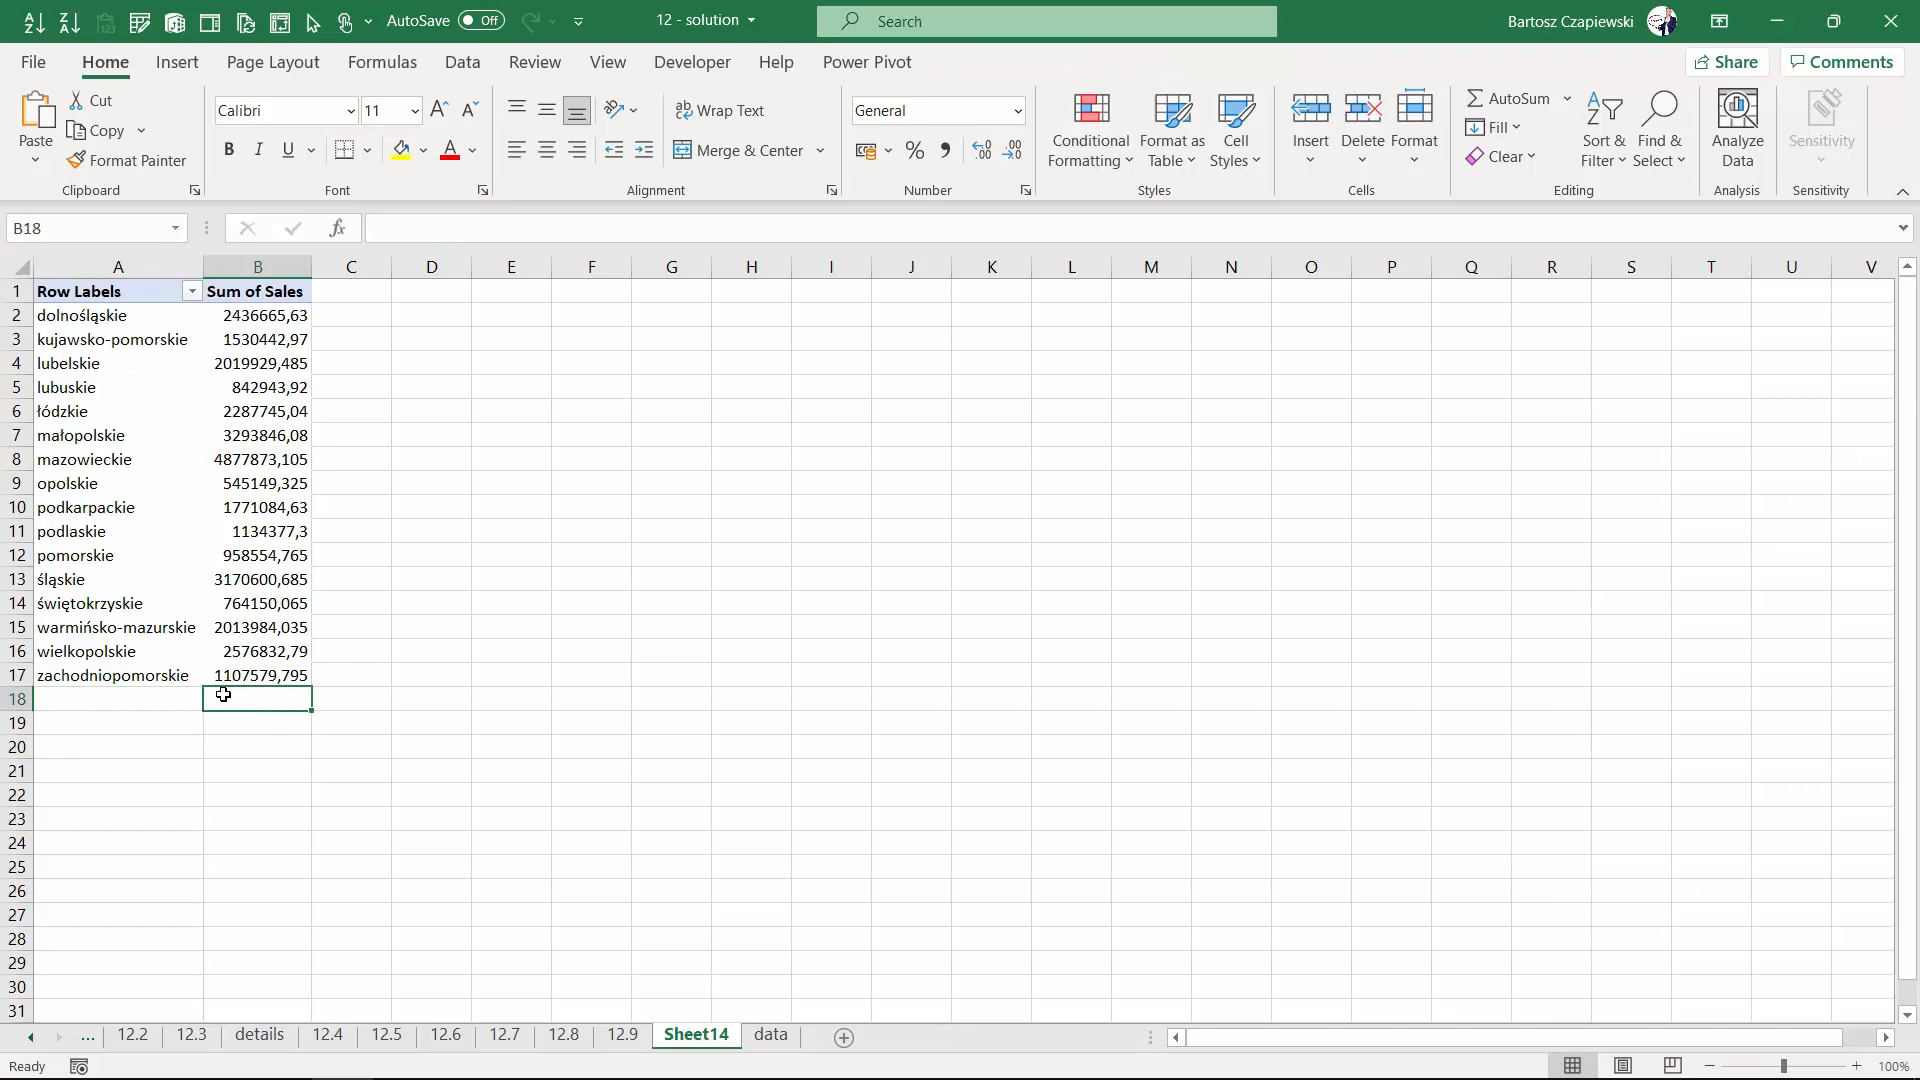 AutoSave Off
12 - solution
Search
Bartosz Czapiewski
File Home Insert Page Layout Formulas Data Review View Developer Help Power Pivot
Share Comments
Paste
Cut
Copy
Format Painter
Clipboard
Calibri 11
B I U
Font
Wrap Text
Merge & Center
Alignment
General
Number
Conditional Formatting
Format as Table
Cell Styles
Styles
Insert Delete Format
Cells
AutoSum
Fill
Clear
Sort & Filter
Find & Select
Editing
Analyze Data
Analysis
Sensitivity
Sensitivity
B18 fx
A B C D E F G H I J K L M N O P Q R S T U V
1 Row Labels Sum of Sales
2 dolnośląskie 2436665,63
3 kujawsko-pomorskie 1530442,97
4 lubelskie 2019929,485
5 lubuskie 842943,92
6 łódzkie 2287745,04
7 małopolskie 3293846,08
8 mazowieckie 4877873,105
9 opolskie 545149,325
10 podkarpackie 1771084,63
11 podlaskie 1134377,3
12 pomorskie 958554,765
13 śląskie 3170600,685
14 świętokrzyskie 764150,065
15 warmińsko-mazurskie 2013984,035
16 wielkopolskie 2576832,79
17 zachodniopomorskie 1107579,795
18
19
20
21
22
23
24
25
26
27
28
29
30
31
... 12.2 12.3 details 12.4 12.5 12.6 12.7 12.8 12.9 Sheet14 data
Ready
100%